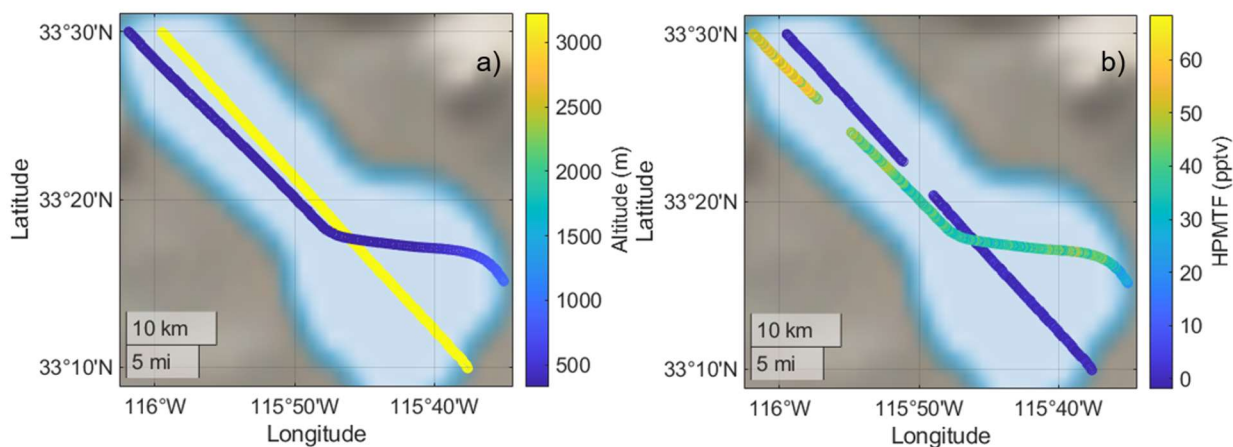 a)
33°30'N
33°20'N
33°10'N
Latitude
116°W
115°50'W
115°40'W
Longitude
10 km
5 mi
3000
2500
2000
1500
1000
500
Altitude (m)
b)
33°30'N
33°20'N
33°10'N
Latitude
116°W
115°50'W
115°40'W
Longitude
10 km
5 mi
60
50
40
30
20
10
0
HPMTF (pptv)